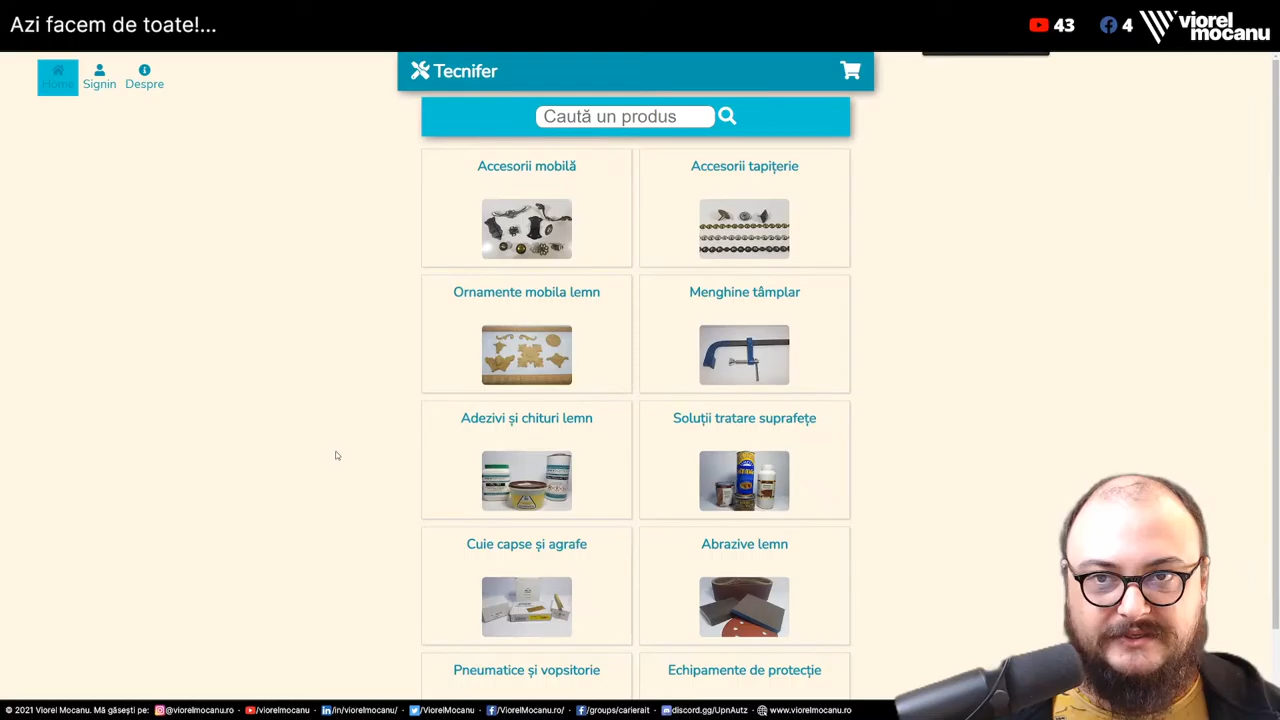 Azi facem de toate!...
43
4
viorel
mocanu
Home
Signin
Despre
Tecnifer
Caută un produs
Accesorii mobilă
Accesorii tapițerie
Ornamente mobila lemn
Menghine tâmplar
Adezivi și chituri lemn
Soluții tratare suprafețe
Cuie capse și agrafe
Abrazive lemn
Pneumatice și vopsitorie
Echipamente de protecție
© 2021 Viorel Mocanu. Mă găsești pe: @viorelmocanu.ro · /viorelmocanu · /in/viorelmocanu/ · /ViorelMocanu · /ViorelMocanu.ro/ · /groups/carierait · discord.gg/UpnAutz · www.viorelmocanu.ro